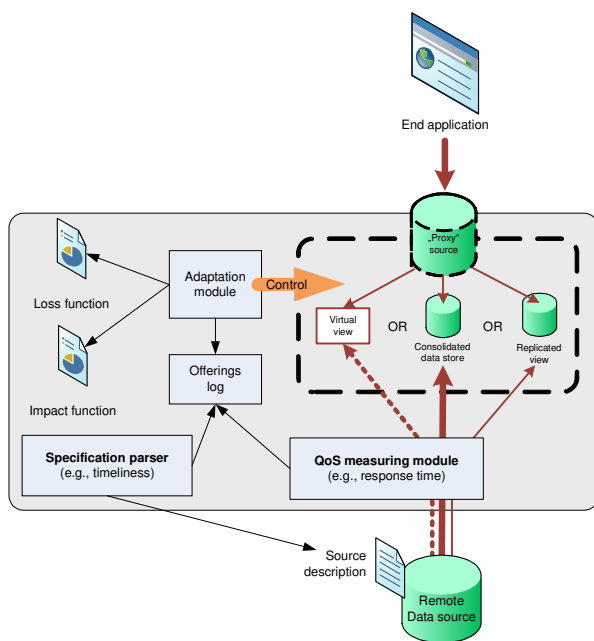 End application
„Proxy"
source
Adaptation
module
Control
Loss function
Virtual
view
OR
Consolidated
data store
OR
Replicated
view
Offerings
log
Impact function
Specification parser
(e.g., timeliness)
QoS measuring module
(e.g., response time)
Source
description
Remote
Data source